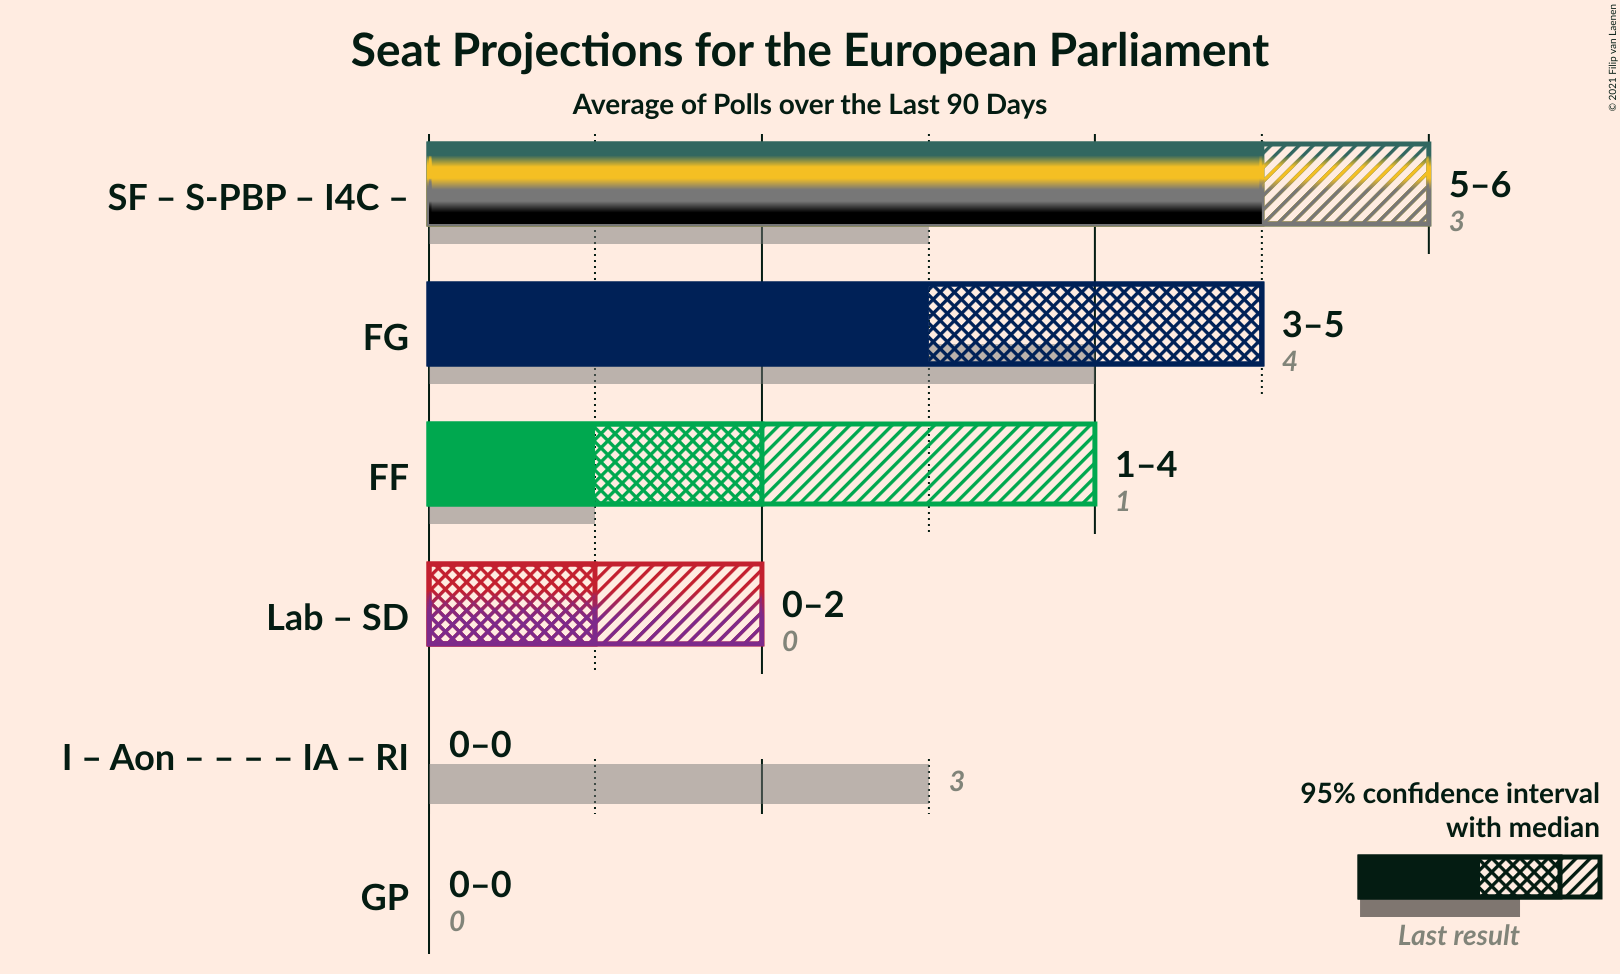 Seat Projections for the European Parliament
Average of Polls over the Last 90 Days
© 2021 Filip van Laenen
SF – S-PBP – I4C –
5–6
3
FG
3–5
4
FF
1–4
1
Lab – SD
0–2
0
I – Aon – – – – IA – RI
0–0
3
GP
0–0
0
95% confidence interval
with median
Last result